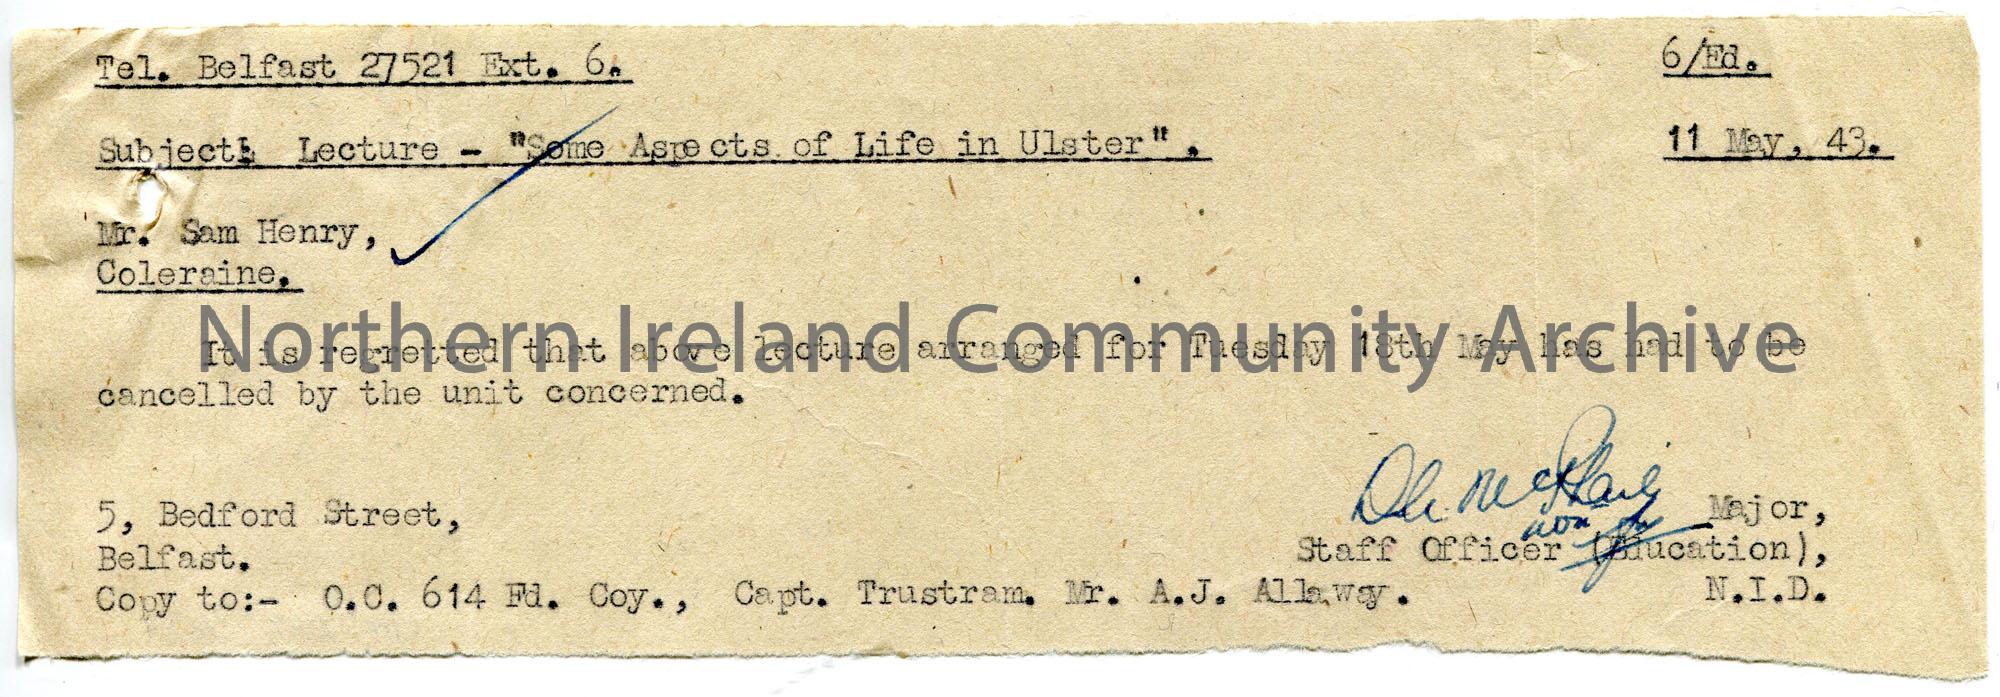 Tel. Belfast 27521 Ext. 6. 6/Ed.
Subject: Lecture - "Some Aspects of Life in Ulster". 11 May, 43.
Mr. Sam Henry,
Coleraine.
Northern Ireland Community Archive
It is regretted that above lecture arranged for Tuesday 18th May has had to be
cancelled by the unit concerned.
5, Bedford Street, Major,
Belfast. Staff Officer (Education),
Copy to:- O.C. 614 Fd. Coy., Capt. Trustram. Mr. A.J. Allaway. N.I.D.